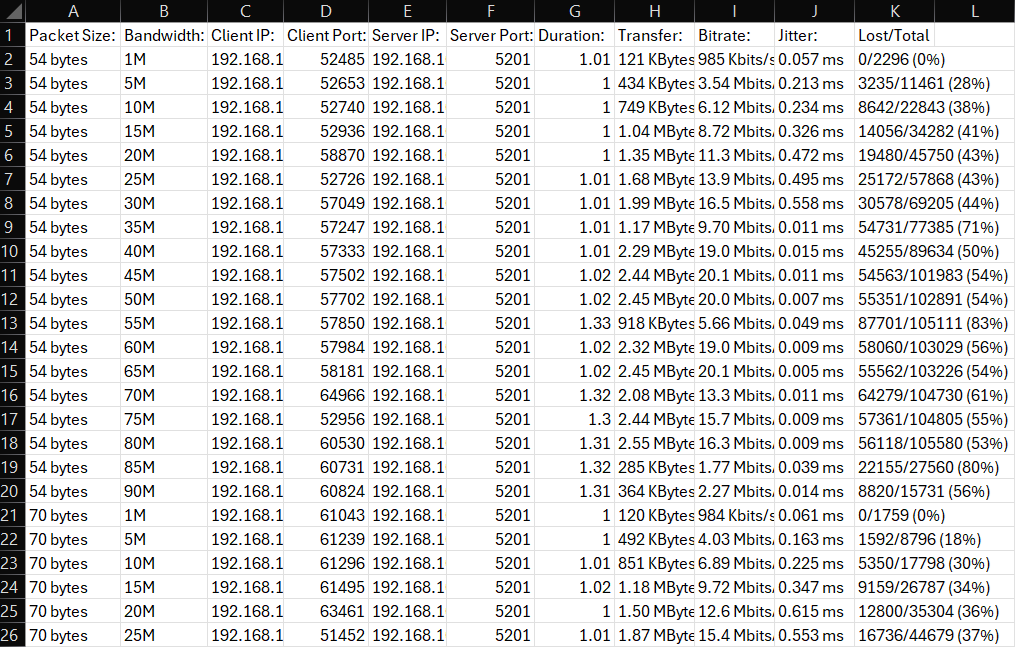 A B C D E F G H I J K L
1 Packet Size: Bandwidth: Client IP: Client Port: Server IP: Server Port: Duration: Transfer: Bitrate: Jitter: Lost/Total
2 54 bytes 1M 192.168.1 52485 192.168.1 5201 1.01 121 KBytes 985 Kbits/s 0.057 ms 0/2296 (0%)
3 54 bytes 5M 192.168.1 52653 192.168.1 5201 1 434 KBytes 3.54 Mbits/ 0.213 ms 3235/11461 (28%)
4 54 bytes 10M 192.168.1 52740 192.168.1 5201 1 749 KBytes 6.12 Mbits/ 0.234 ms 8642/22843 (38%)
5 54 bytes 15M 192.168.1 52936 192.168.1 5201 1 1.04 MByte 8.72 Mbits/ 0.326 ms 14056/34282 (41%)
6 54 bytes 20M 192.168.1 58870 192.168.1 5201 1 1.35 MByte 11.3 Mbits/ 0.472 ms 19480/45750 (43%)
7 54 bytes 25M 192.168.1 52726 192.168.1 5201 1.01 1.68 MByte 13.9 Mbits/ 0.495 ms 25172/57868 (43%)
8 54 bytes 30M 192.168.1 57049 192.168.1 5201 1.01 1.99 MByte 16.5 Mbits/ 0.558 ms 30578/69205 (44%)
9 54 bytes 35M 192.168.1 57247 192.168.1 5201 1.01 1.17 MByte 9.70 Mbits/ 0.011 ms 54731/77385 (71%)
10 54 bytes 40M 192.168.1 57333 192.168.1 5201 1.01 2.29 MByte 19.0 Mbits/ 0.015 ms 45255/89634 (50%)
11 54 bytes 45M 192.168.1 57502 192.168.1 5201 1.02 2.44 MByte 20.1 Mbits/ 0.011 ms 54563/101983 (54%)
12 54 bytes 50M 192.168.1 57702 192.168.1 5201 1.02 2.45 MByte 20.0 Mbits/ 0.007 ms 55351/102891 (54%)
13 54 bytes 55M 192.168.1 57850 192.168.1 5201 1.33 918 KBytes 5.66 Mbits/ 0.049 ms 87701/105111 (83%)
14 54 bytes 60M 192.168.1 57984 192.168.1 5201 1.02 2.32 MByte 19.0 Mbits/ 0.009 ms 58060/103029 (56%)
15 54 bytes 65M 192.168.1 58181 192.168.1 5201 1.02 2.45 MByte 20.1 Mbits/ 0.005 ms 55562/103226 (54%)
16 54 bytes 70M 192.168.1 64966 192.168.1 5201 1.32 2.08 MByte 13.3 Mbits/ 0.011 ms 64279/104730 (61%)
17 54 bytes 75M 192.168.1 52956 192.168.1 5201 1.3 2.44 MByte 15.7 Mbits/ 0.009 ms 57361/104805 (55%)
18 54 bytes 80M 192.168.1 60530 192.168.1 5201 1.31 2.55 MByte 16.3 Mbits/ 0.009 ms 56118/105580 (53%)
19 54 bytes 85M 192.168.1 60731 192.168.1 5201 1.32 285 KBytes 1.77 Mbits/ 0.039 ms 22155/27560 (80%)
20 54 bytes 90M 192.168.1 60824 192.168.1 5201 1.31 364 KBytes 2.27 Mbits/ 0.014 ms 8820/15731 (56%)
21 70 bytes 1M 192.168.1 61043 192.168.1 5201 1 120 KBytes 984 Kbits/s 0.061 ms 0/1759 (0%)
22 70 bytes 5M 192.168.1 61239 192.168.1 5201 1 492 KBytes 4.03 Mbits/ 0.163 ms 1592/8796 (18%)
23 70 bytes 10M 192.168.1 61296 192.168.1 5201 1.01 851 KBytes 6.89 Mbits/ 0.225 ms 5350/17798 (30%)
24 70 bytes 15M 192.168.1 61495 192.168.1 5201 1.02 1.18 MByte 9.72 Mbits/ 0.347 ms 9159/26787 (34%)
25 70 bytes 20M 192.168.1 63461 192.168.1 5201 1 1.50 MByte 12.6 Mbits/ 0.615 ms 12800/35304 (36%)
26 70 bytes 25M 192.168.1 51452 192.168.1 5201 1.01 1.87 MByte 15.4 Mbits/ 0.553 ms 16736/44679 (37%)